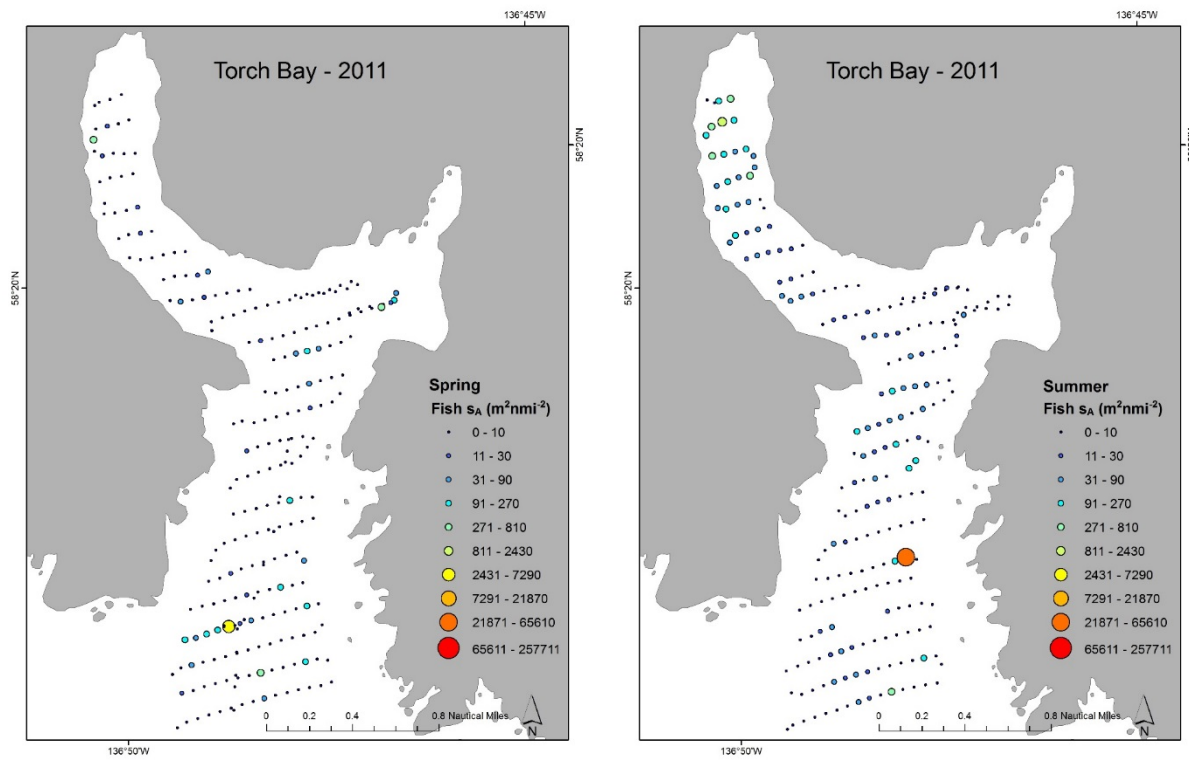 136°45'W
Torch Bay - 2011
58°20'N
58°20'N
Spring
Fish sA (m²nmi-²)
0 - 10
11 - 30
31 - 90
91 - 270
271 - 810
811 - 2430
2431 - 7290
7291 - 21870
21871 - 65610
65611 - 257711
0 0.2 0.4 0.8 Nautical Miles
N
136°50'W
136°45'W
Torch Bay - 2011
58°20'N
Summer
Fish sA (m²nmi-²)
0 - 10
11 - 30
31 - 90
91 - 270
271 - 810
811 - 2430
2431 - 7290
7291 - 21870
21871 - 65610
65611 - 257711
0 0.2 0.4 0.8 Nautical Miles
N
136°50'W